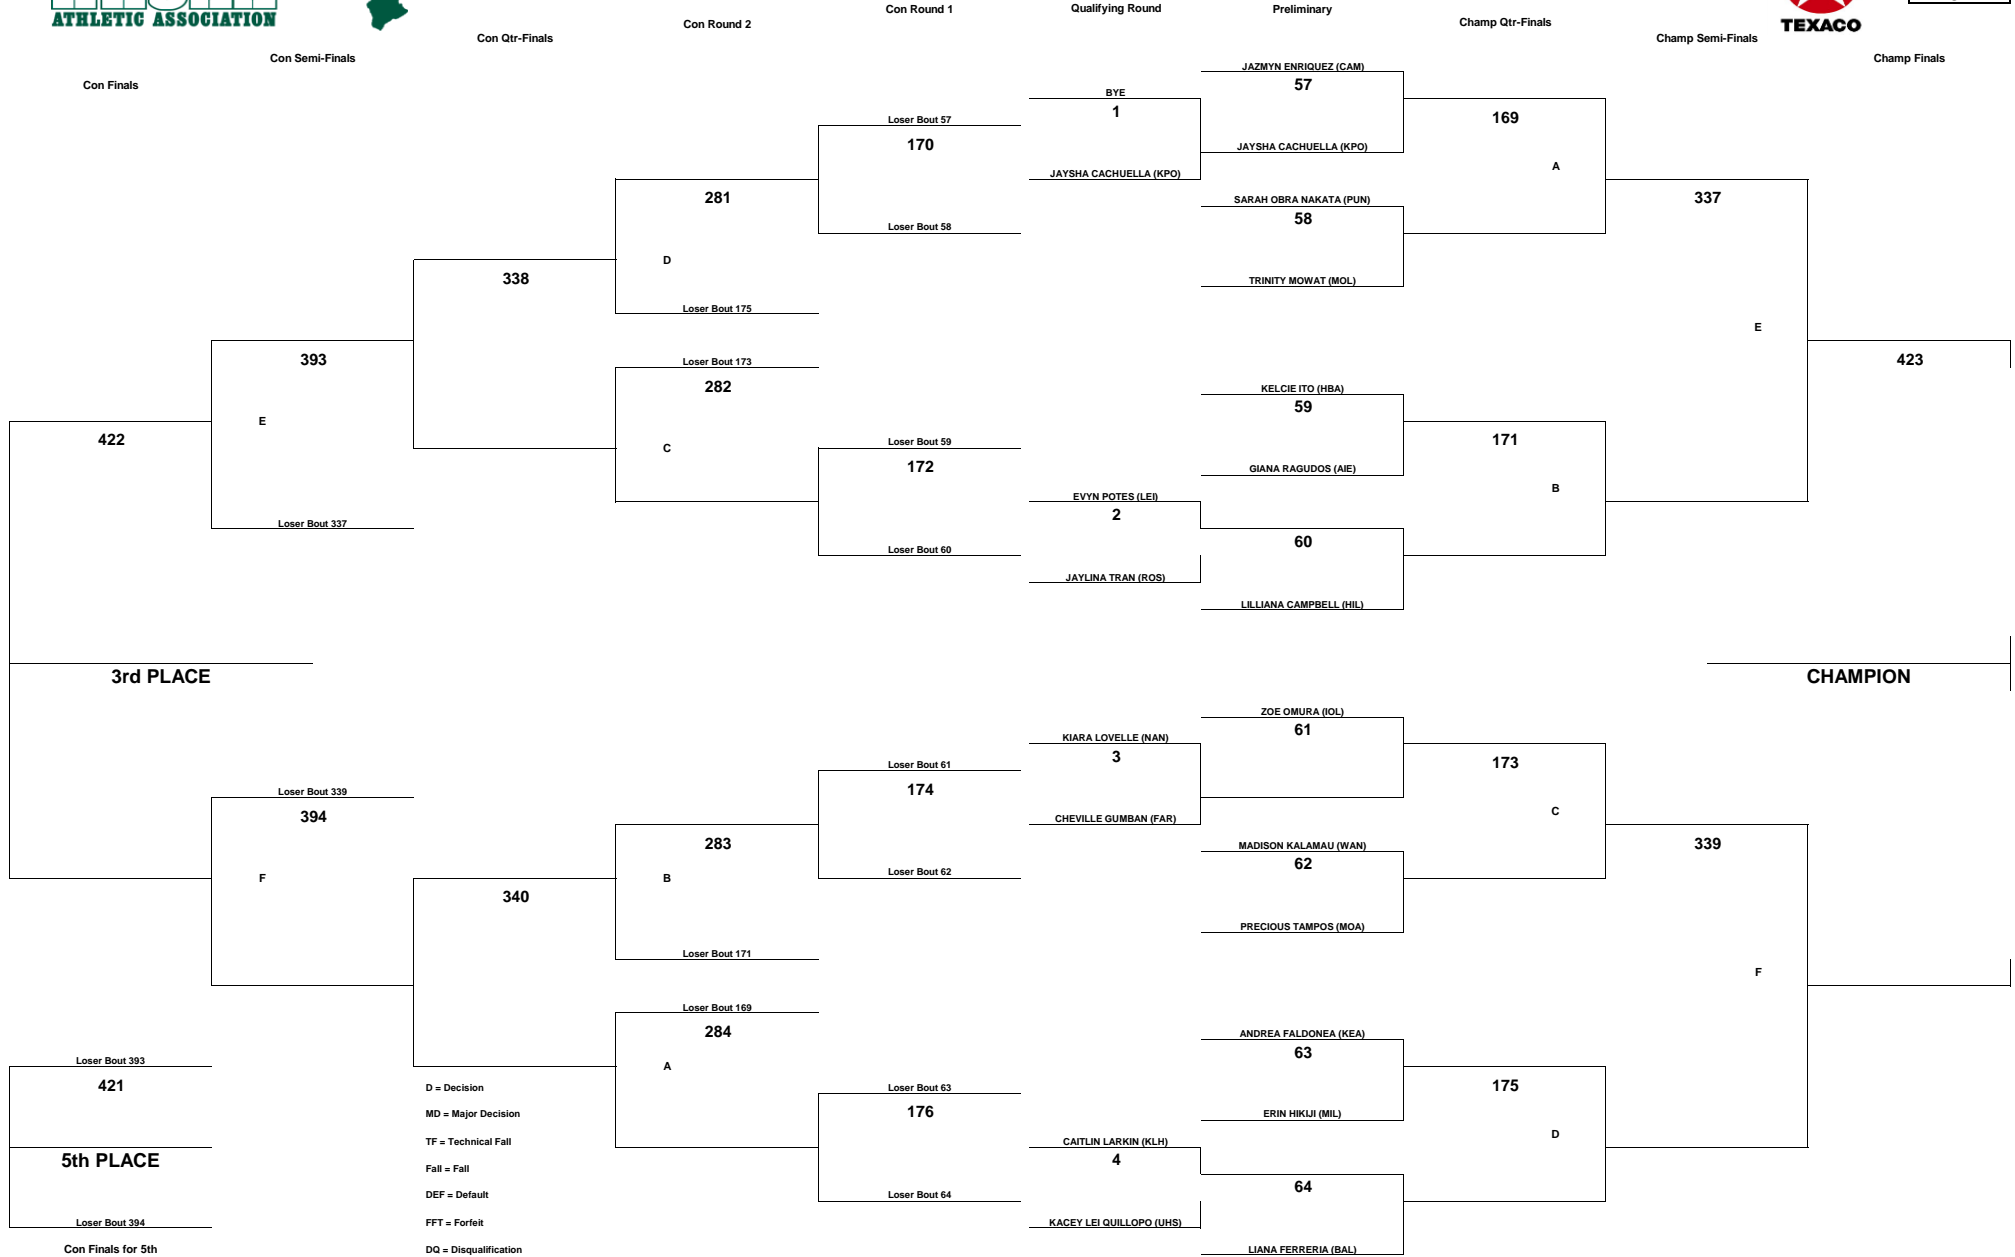 ATHLETIC ASSOCIATION
TEXACO
Con Finals
Con Semi-Finals
Con Qtr-Finals
Con Round 2
Con Round 1
Qualifying Round
Preliminary
Champ Qtr-Finals
Champ Semi-Finals
Champ Finals
JAZMYN ENRIQUEZ (CAM)
57
BYE
1
JAYSHA CACHUELLA (KPO)
JAYSHA CACHUELLA (KPO)
Loser Bout 57
170
Loser Bout 58
169
A
SARAH OBRA NAKATA (PUN)
58
TRINITY MOWAT (MOL)
281
D
Loser Bout 175
337
E
338
Loser Bout 173
282
C
393
E
Loser Bout 337
422
423
KELCIE ITO (HBA)
59
GIANA RAGUDOS (AIE)
171
B
Loser Bout 59
172
Loser Bout 60
EVYN POTES (LEI)
2
JAYLINA TRAN (ROS)
60
LILLIANA CAMPBELL (HIL)
3rd PLACE
CHAMPION
ZOE OMURA (IOL)
61
KIARA LOVELLE (NAN)
3
CHEVILLE GUMBAN (FAR)
Loser Bout 61
174
Loser Bout 62
173
C
MADISON KALAMAU (WAN)
62
PRECIOUS TAMPOS (MOA)
Loser Bout 339
394
F
283
B
Loser Bout 171
339
F
340
Loser Bout 169
284
A
ANDREA FALDONEA (KEA)
63
ERIN HIKIJI (MIL)
175
D
Loser Bout 63
176
Loser Bout 64
CAITLIN LARKIN (KLH)
4
KACEY LEI QUILLOPO (UHS)
64
LIANA FERRERIA (BAL)
Loser Bout 393
421
5th PLACE
Loser Bout 394
Con Finals for 5th
D = Decision
MD = Major Decision
TF = Technical Fall
Fall = Fall
DEF = Default
FFT = Forfeit
DQ = Disqualification